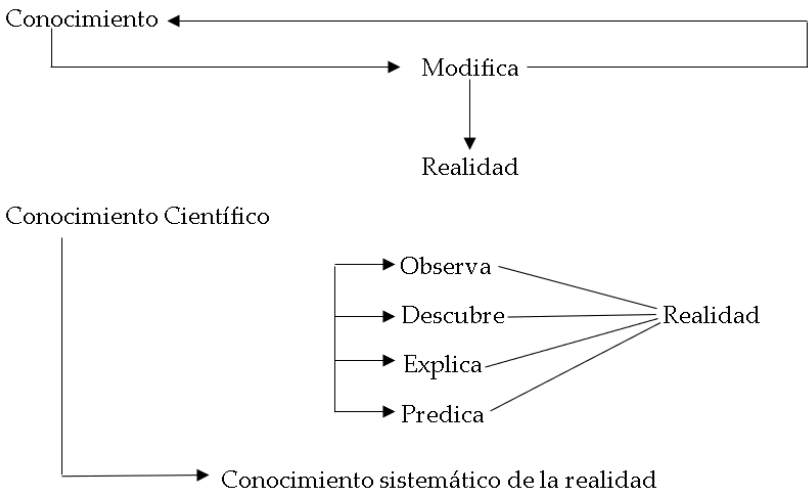 Conocimiento
Modifica
Realidad
Conocimiento Científico
Observa
Descubre
Realidad
Explica
Predica
Conocimiento sistemático de la realidad